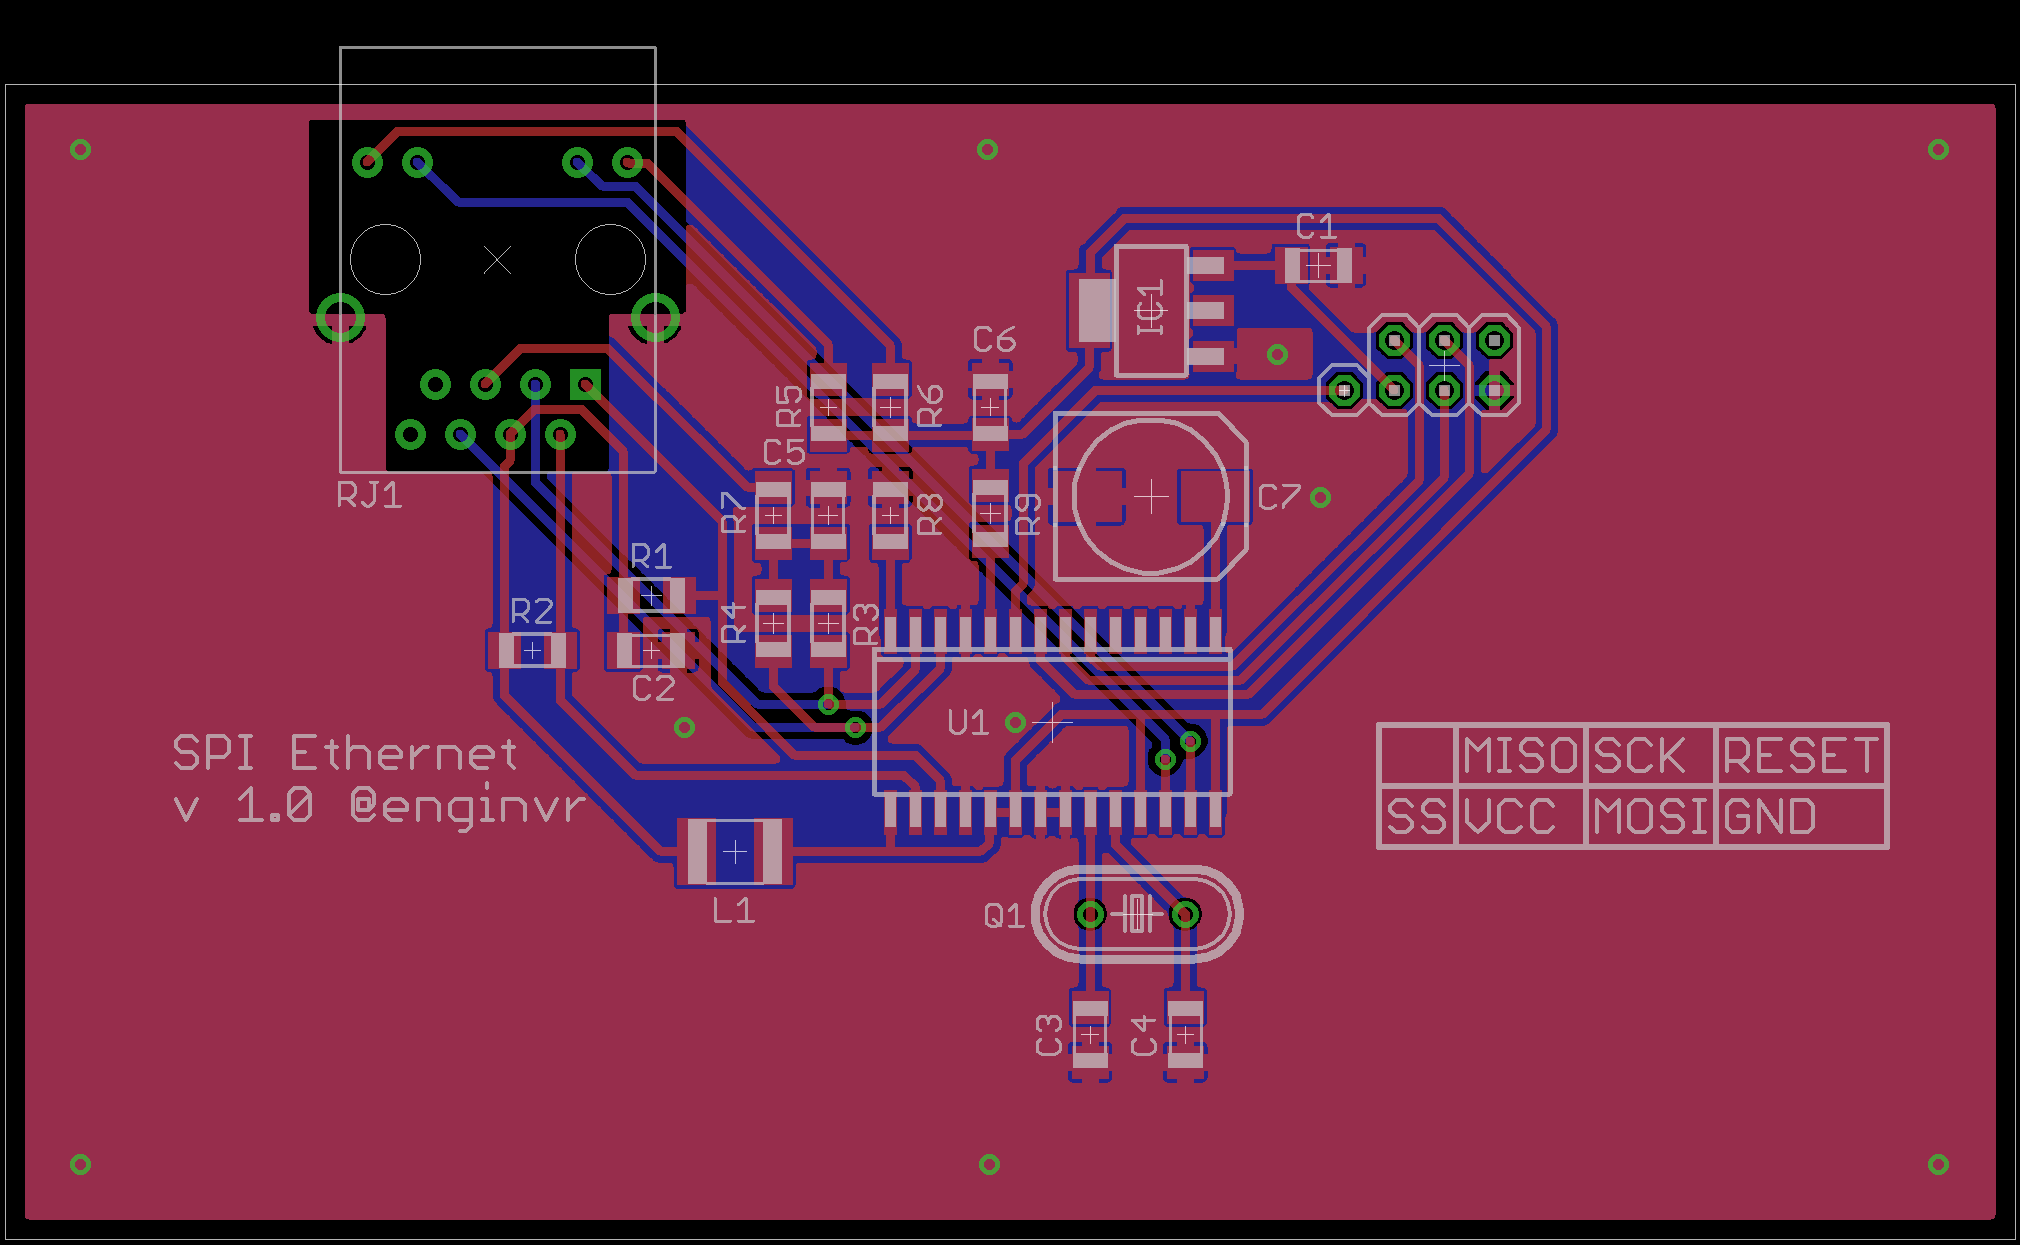 C1
IC1
C6
R5
R6
C5
RJ1
R7
R8
R9
C7
R1
R2
R4
R3
C2
U1
SPI Ethernet
v 1.0 @enginvr
MISO SCK RESET
SS VCC MOSI GND
L1
Q1
C3
C4